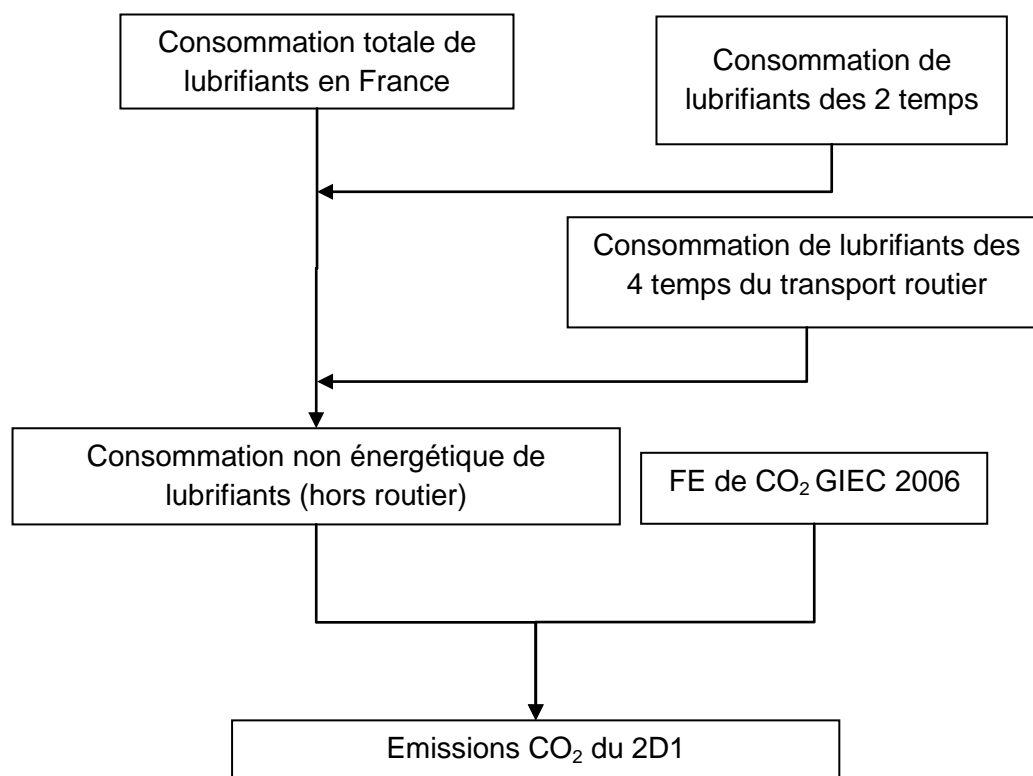 Consommation totale de
lubrifiants en France
Consommation de
lubrifiants des 2 temps
Consommation de lubrifiants des
4 temps du transport routier
Consommation non énergétique de
lubrifiants (hors routier)
FE de CO₂ GIEC 2006
Emissions CO₂ du 2D1